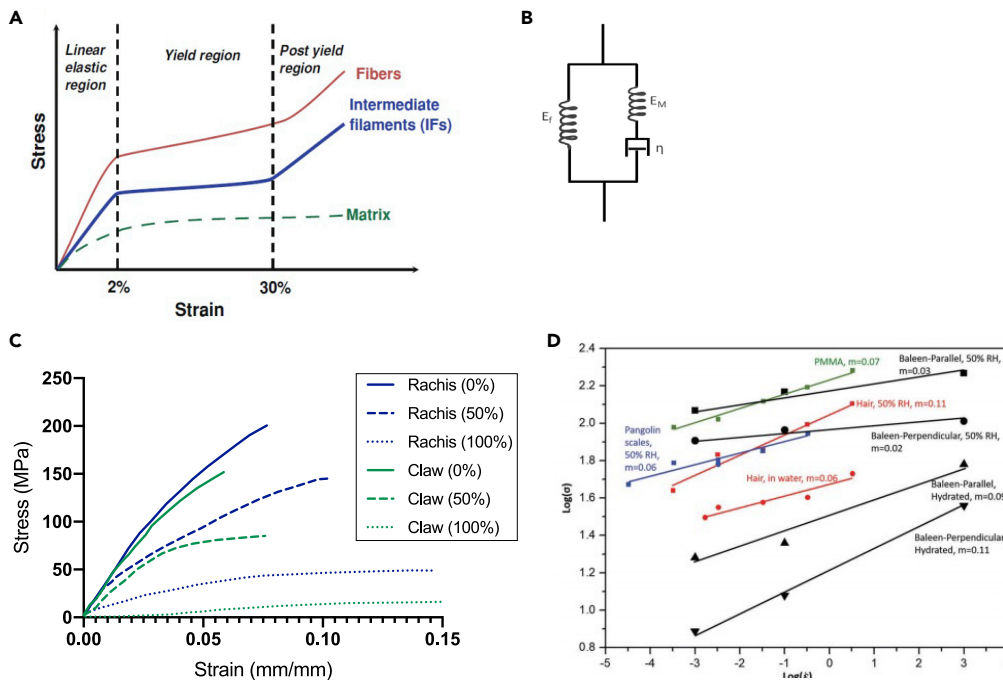 A
Linear
elastic
region
Yield region
Post yield
region
Fibers
Intermediate
filaments (IFs)
Matrix
Stress
2%
30%
Strain
B
E_f
E_M
η
C
Stress (MPa)
250
200
150
100
50
0
0.00
0.05
0.10
0.15
Strain (mm/mm)
Rachis (0%)
Rachis (50%)
Rachis (100%)
Claw (0%)
Claw (50%)
Claw (100%)
D
Log(σ)
2.4
2.2
2.0
1.8
1.6
1.4
1.2
1.0
0.8
-5
-4
-3
-2
-1
0
1
2
3
4
PMMA, m=0.07
Baleen-Parallel, 50% RH,
m=0.03
Hair, 50% RH, m=0.11
Pangolin
scales,
50% RH,
m=0.06
Baleen-Perpendicular, 50% RH,
m=0.02
Hair, in water, m=0.06
Baleen-Parallel,
Hydrated, m=0.09
Baleen-Perpendicular
Hydrated, m=0.11